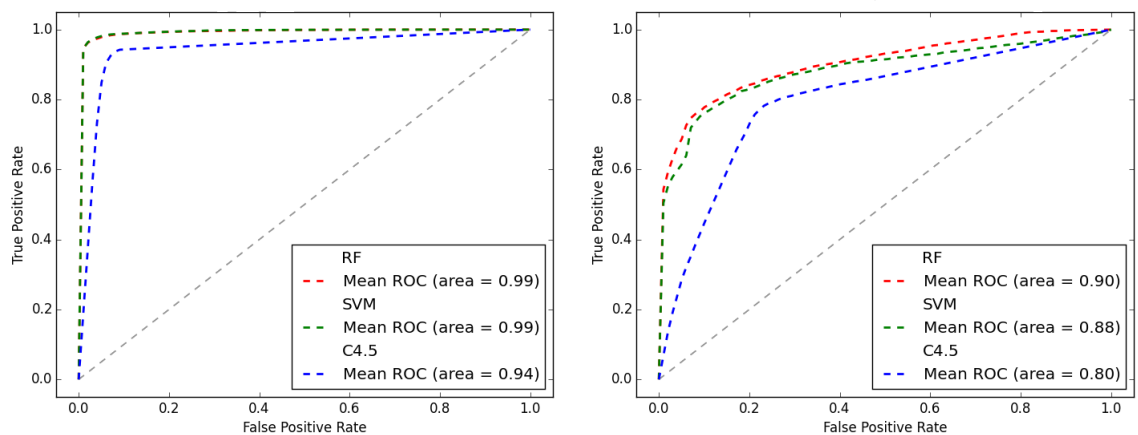 1.0
0.8
0.6
0.4
0.2
0.0
True Positive Rate
0.0 0.2 0.4 0.6 0.8 1.0
False Positive Rate
RF
Mean ROC (area = 0.99)
SVM
Mean ROC (area = 0.99)
C4.5
Mean ROC (area = 0.94)
1.0
0.8
0.6
0.4
0.2
0.0
True Positive Rate
0.0 0.2 0.4 0.6 0.8 1.0
False Positive Rate
RF
Mean ROC (area = 0.90)
SVM
Mean ROC (area = 0.88)
C4.5
Mean ROC (area = 0.80)